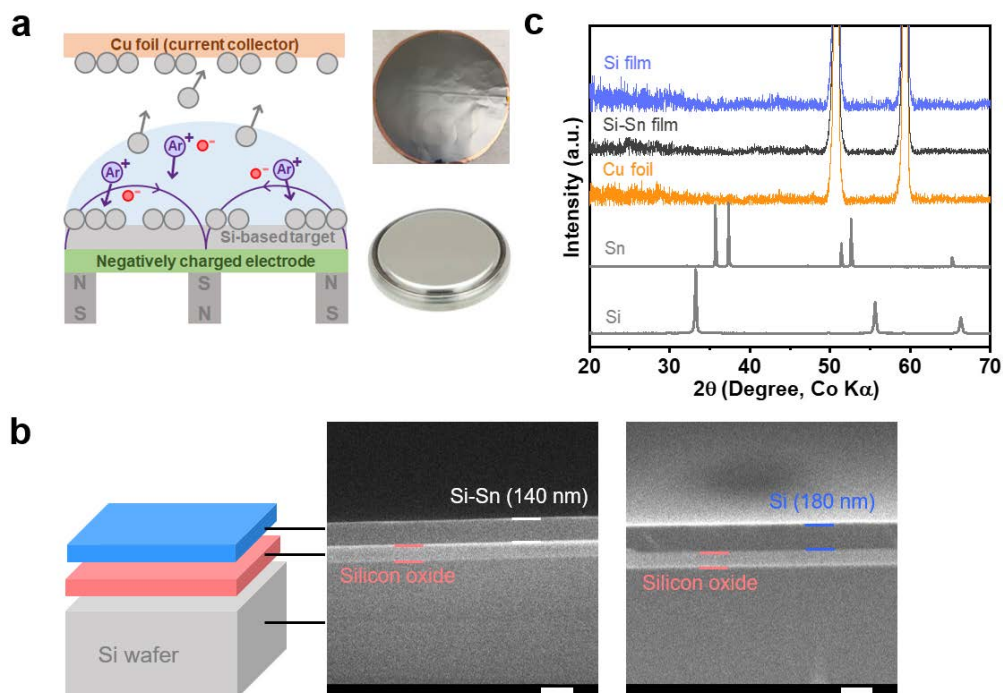 a
Cu foil (current collector)
Ar+
Ar+
Ar+
-
-
-
Si-based target
Negatively charged electrode
N S N
S N S
c
Intensity (a.u.)
Si film
Si-Sn film
Cu foil
Sn
Si
20 30 40 50 60 70
2θ (Degree, Co Kα)
b
Si wafer
Si-Sn (140 nm)
Silicon oxide
Si (180 nm)
Silicon oxide